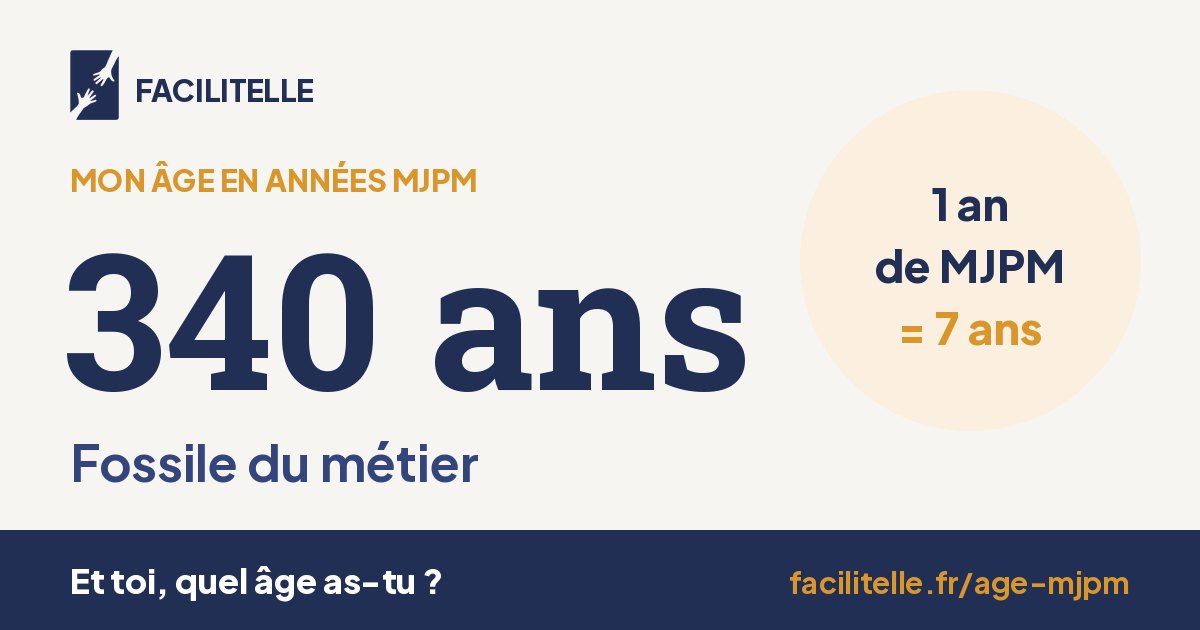 FACILITELLE
MON ÂGE EN ANNÉES MJPM
340 ans
Fossile du métier
1 an
de MJPM
= 7 ans
Et toi, quel âge as-tu ?
facilitelle.fr/age-mjpm